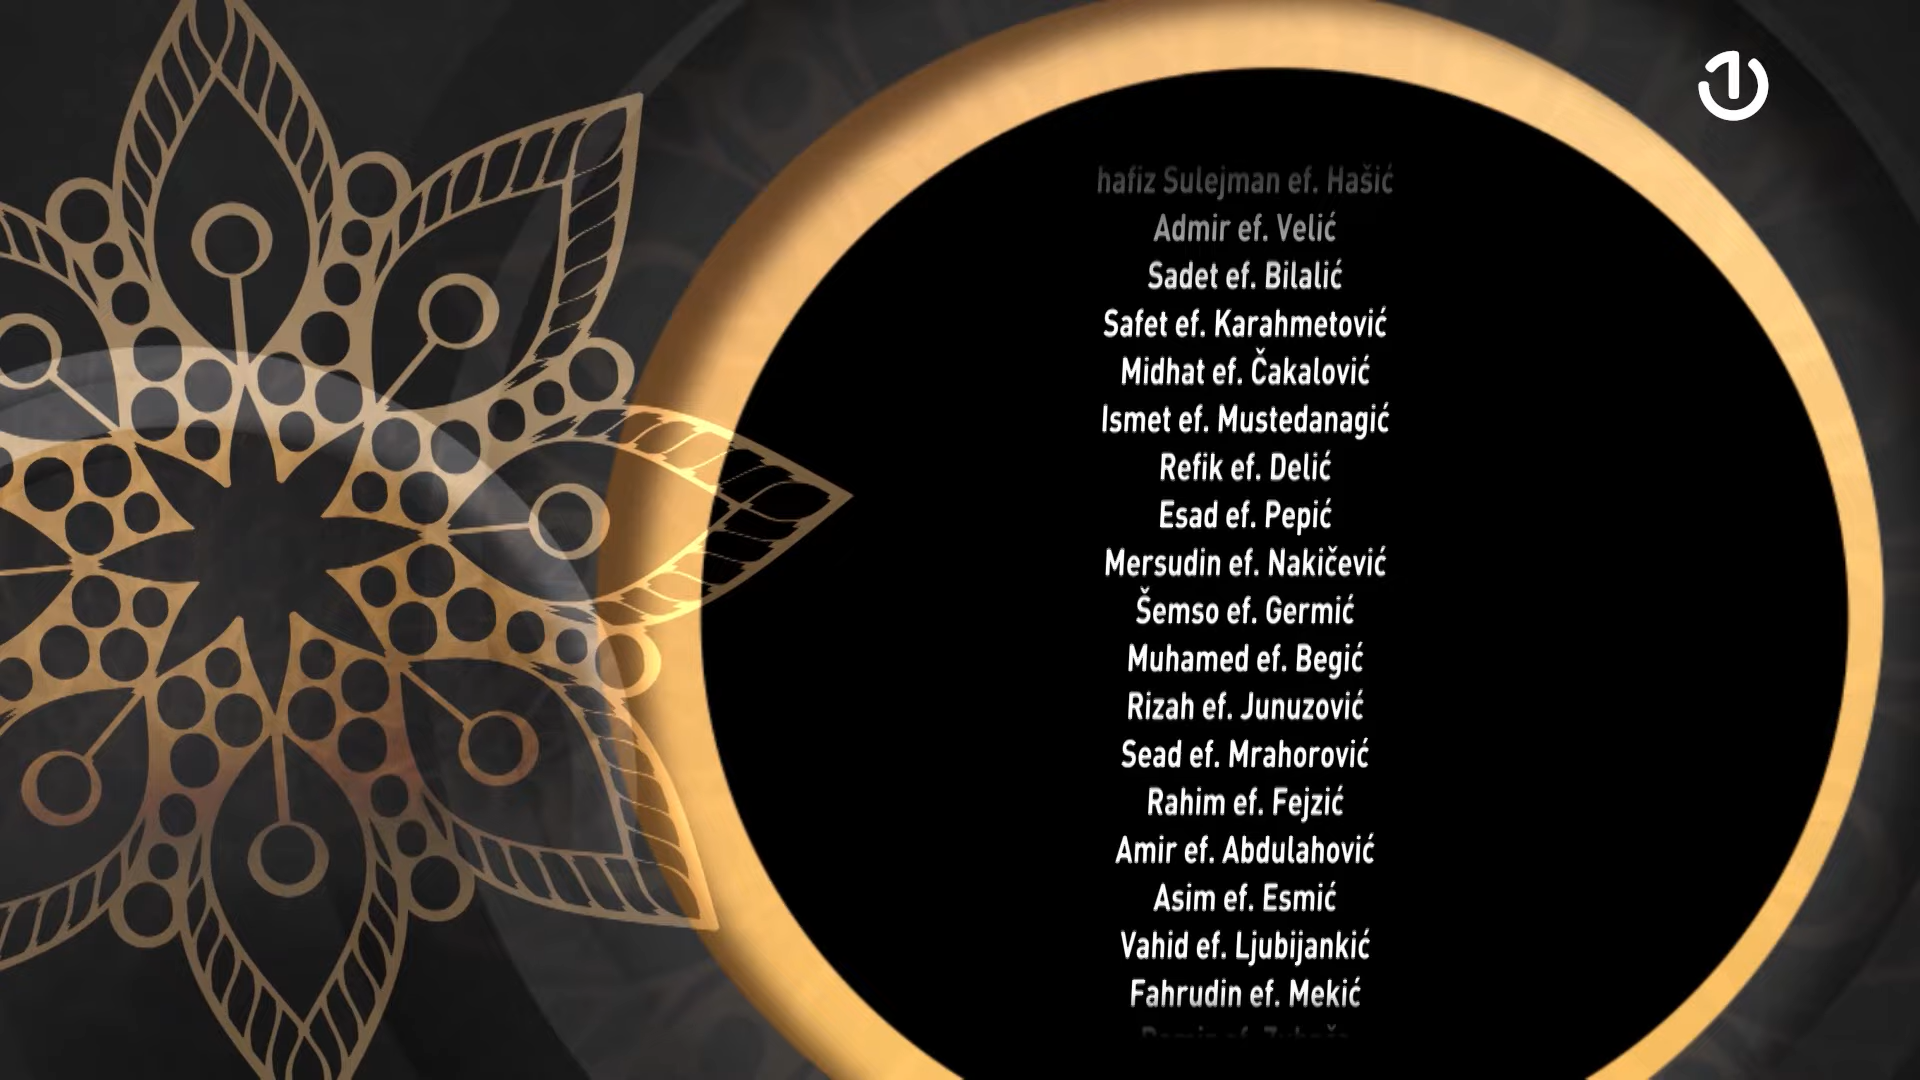 hafiz Sulejman ef. Hašić
Admir ef. Velić
Sadet ef. Bilalić
Safet ef. Karahmetović
Midhat ef. Čakalović
Ismet ef. Mustedanagić
Refik ef. Delić
Esad ef. Pepić
Mersudin ef. Nakičević
Šemso ef. Germić
Muhamed ef. Begić
Rizah ef. Junuzović
Sead ef. Mrahorović
Rahim ef. Fejzić
Amir ef. Abdulahović
Asim ef. Esmić
Vahid ef. Ljubijankić
Fahrudin ef. Mekić